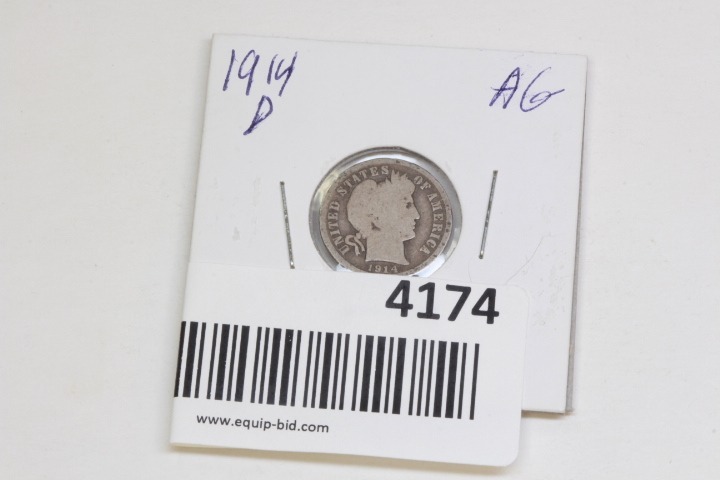 1914 AG
D
UNITED STATES OF AMERICA
1914
4174
www.equip-bid.com